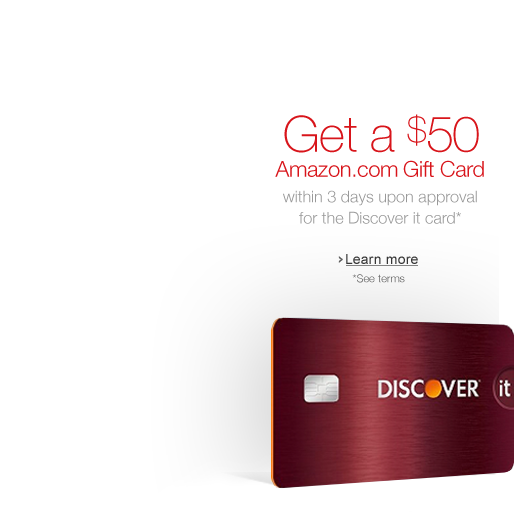 Get a $50
Amazon.com Gift Card
within 3 days upon approval
for the Discover it card*
›Learn more
*See terms
DISCOVER it